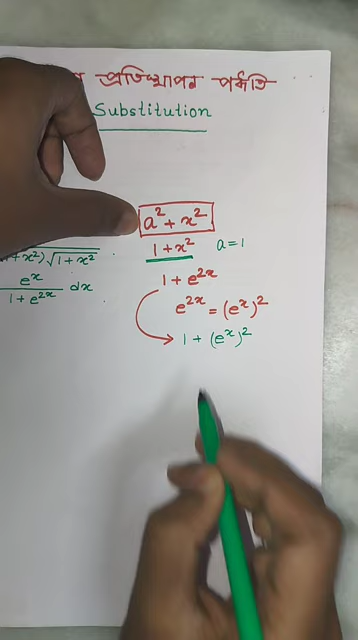 প্রতিস্থাপন পদ্ধতি
Substitution
a² + x²
1 + x² a = 1
+x²)√1+x²
1 + e²ˣ
eˣ/1 + e²ˣ dx
e²ˣ = (eˣ)²
1 + (eˣ)²